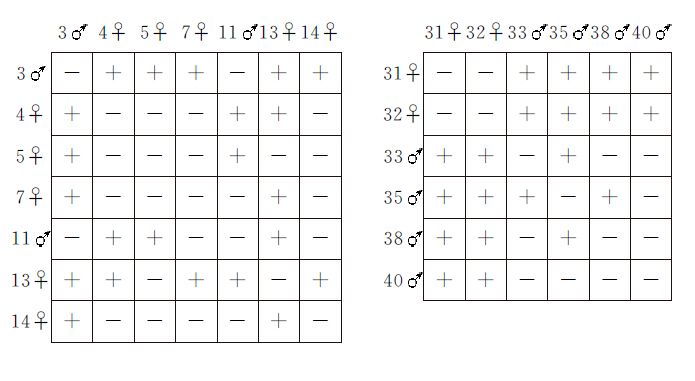 3♂ 4♀ 5♀ 7♀ 11♂ 13♀ 14♀
3♂ − + + + − + +
4♀ + − − − + + −
5♀ + − − − + − −
7♀ + − − − − + −
11♂ − + + − − + −
13♀ + + − + + − +
14♀ + − − − − + −
31♀ 32♀ 33♂ 35♂ 38♂ 40♂
31♀ − − + + + +
32♀ − − + + + +
33♂ + + − + − −
35♂ + + + − + −
38♂ + + − + − −
40♂ + + − − − −